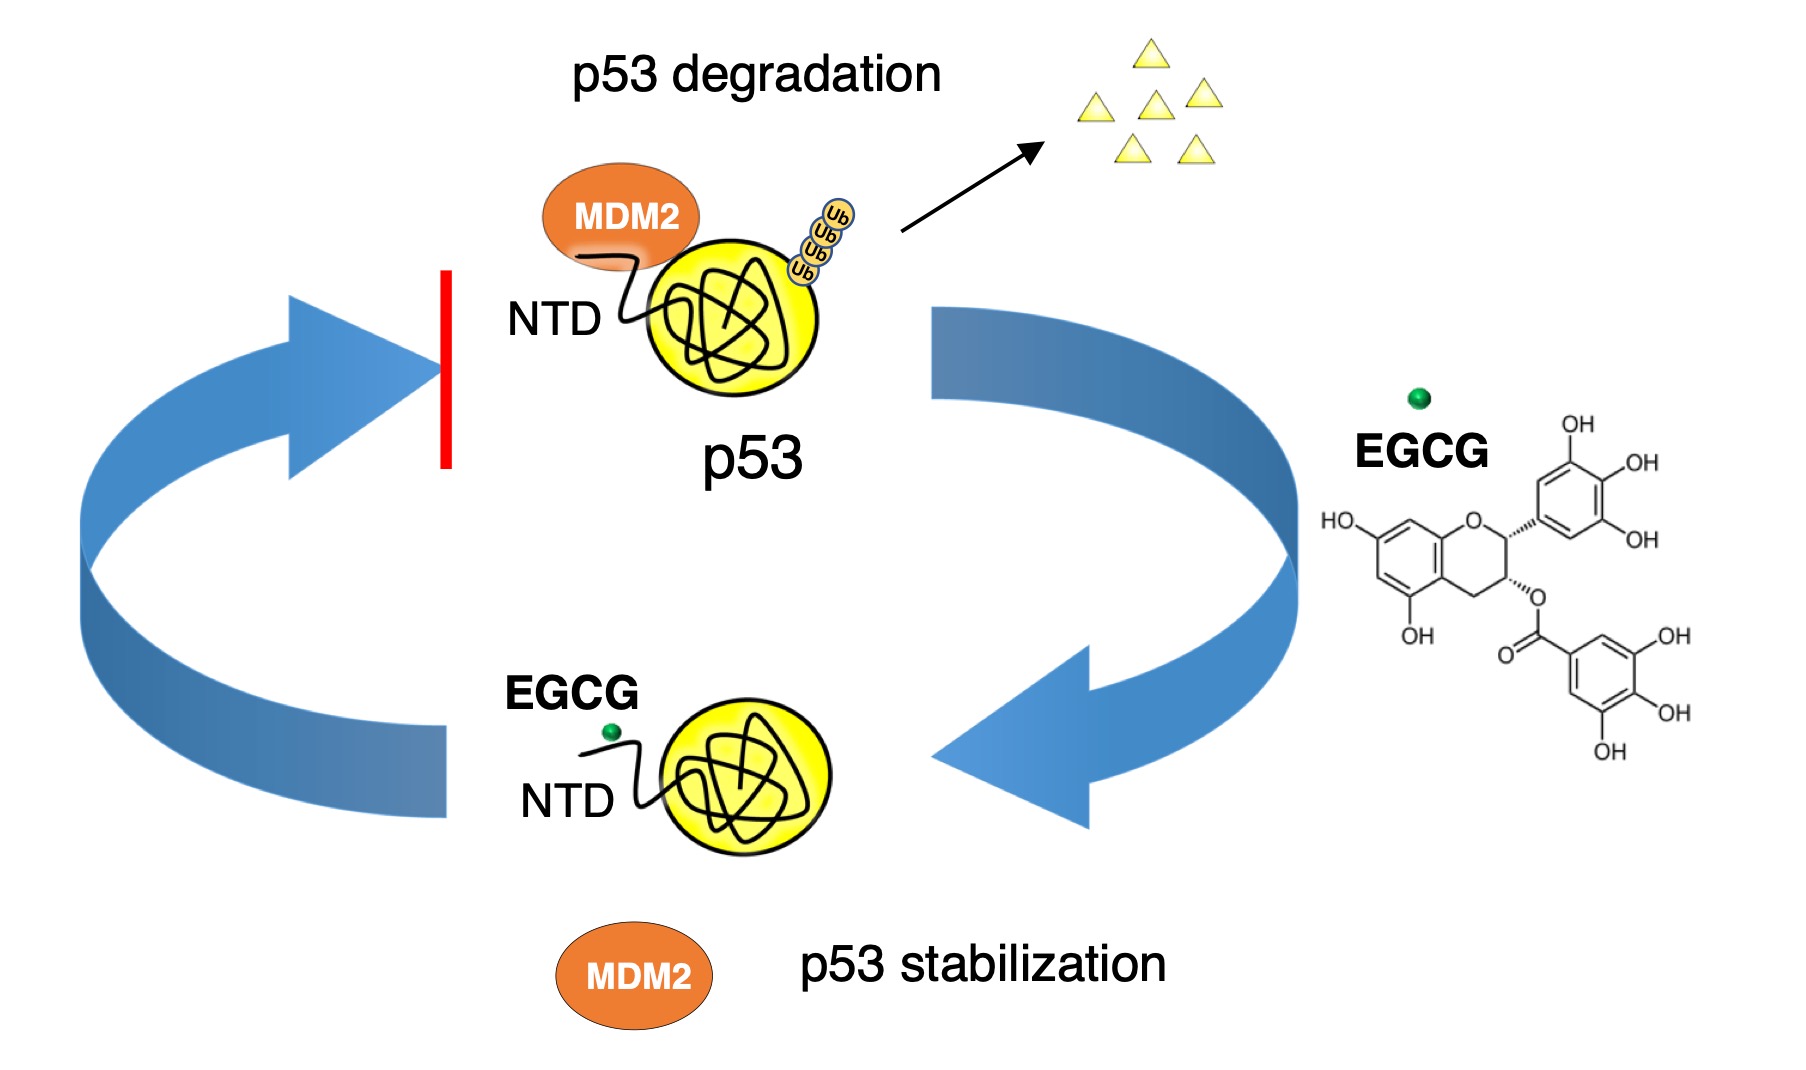 p53 degradation
MDM2
Ub
Ub
Ub
Ub
NTD
p53
EGCG
OH
OH
OH
HO
O
OH
O
O
OH
OH
OH
EGCG
NTD
MDM2
p53 stabilization